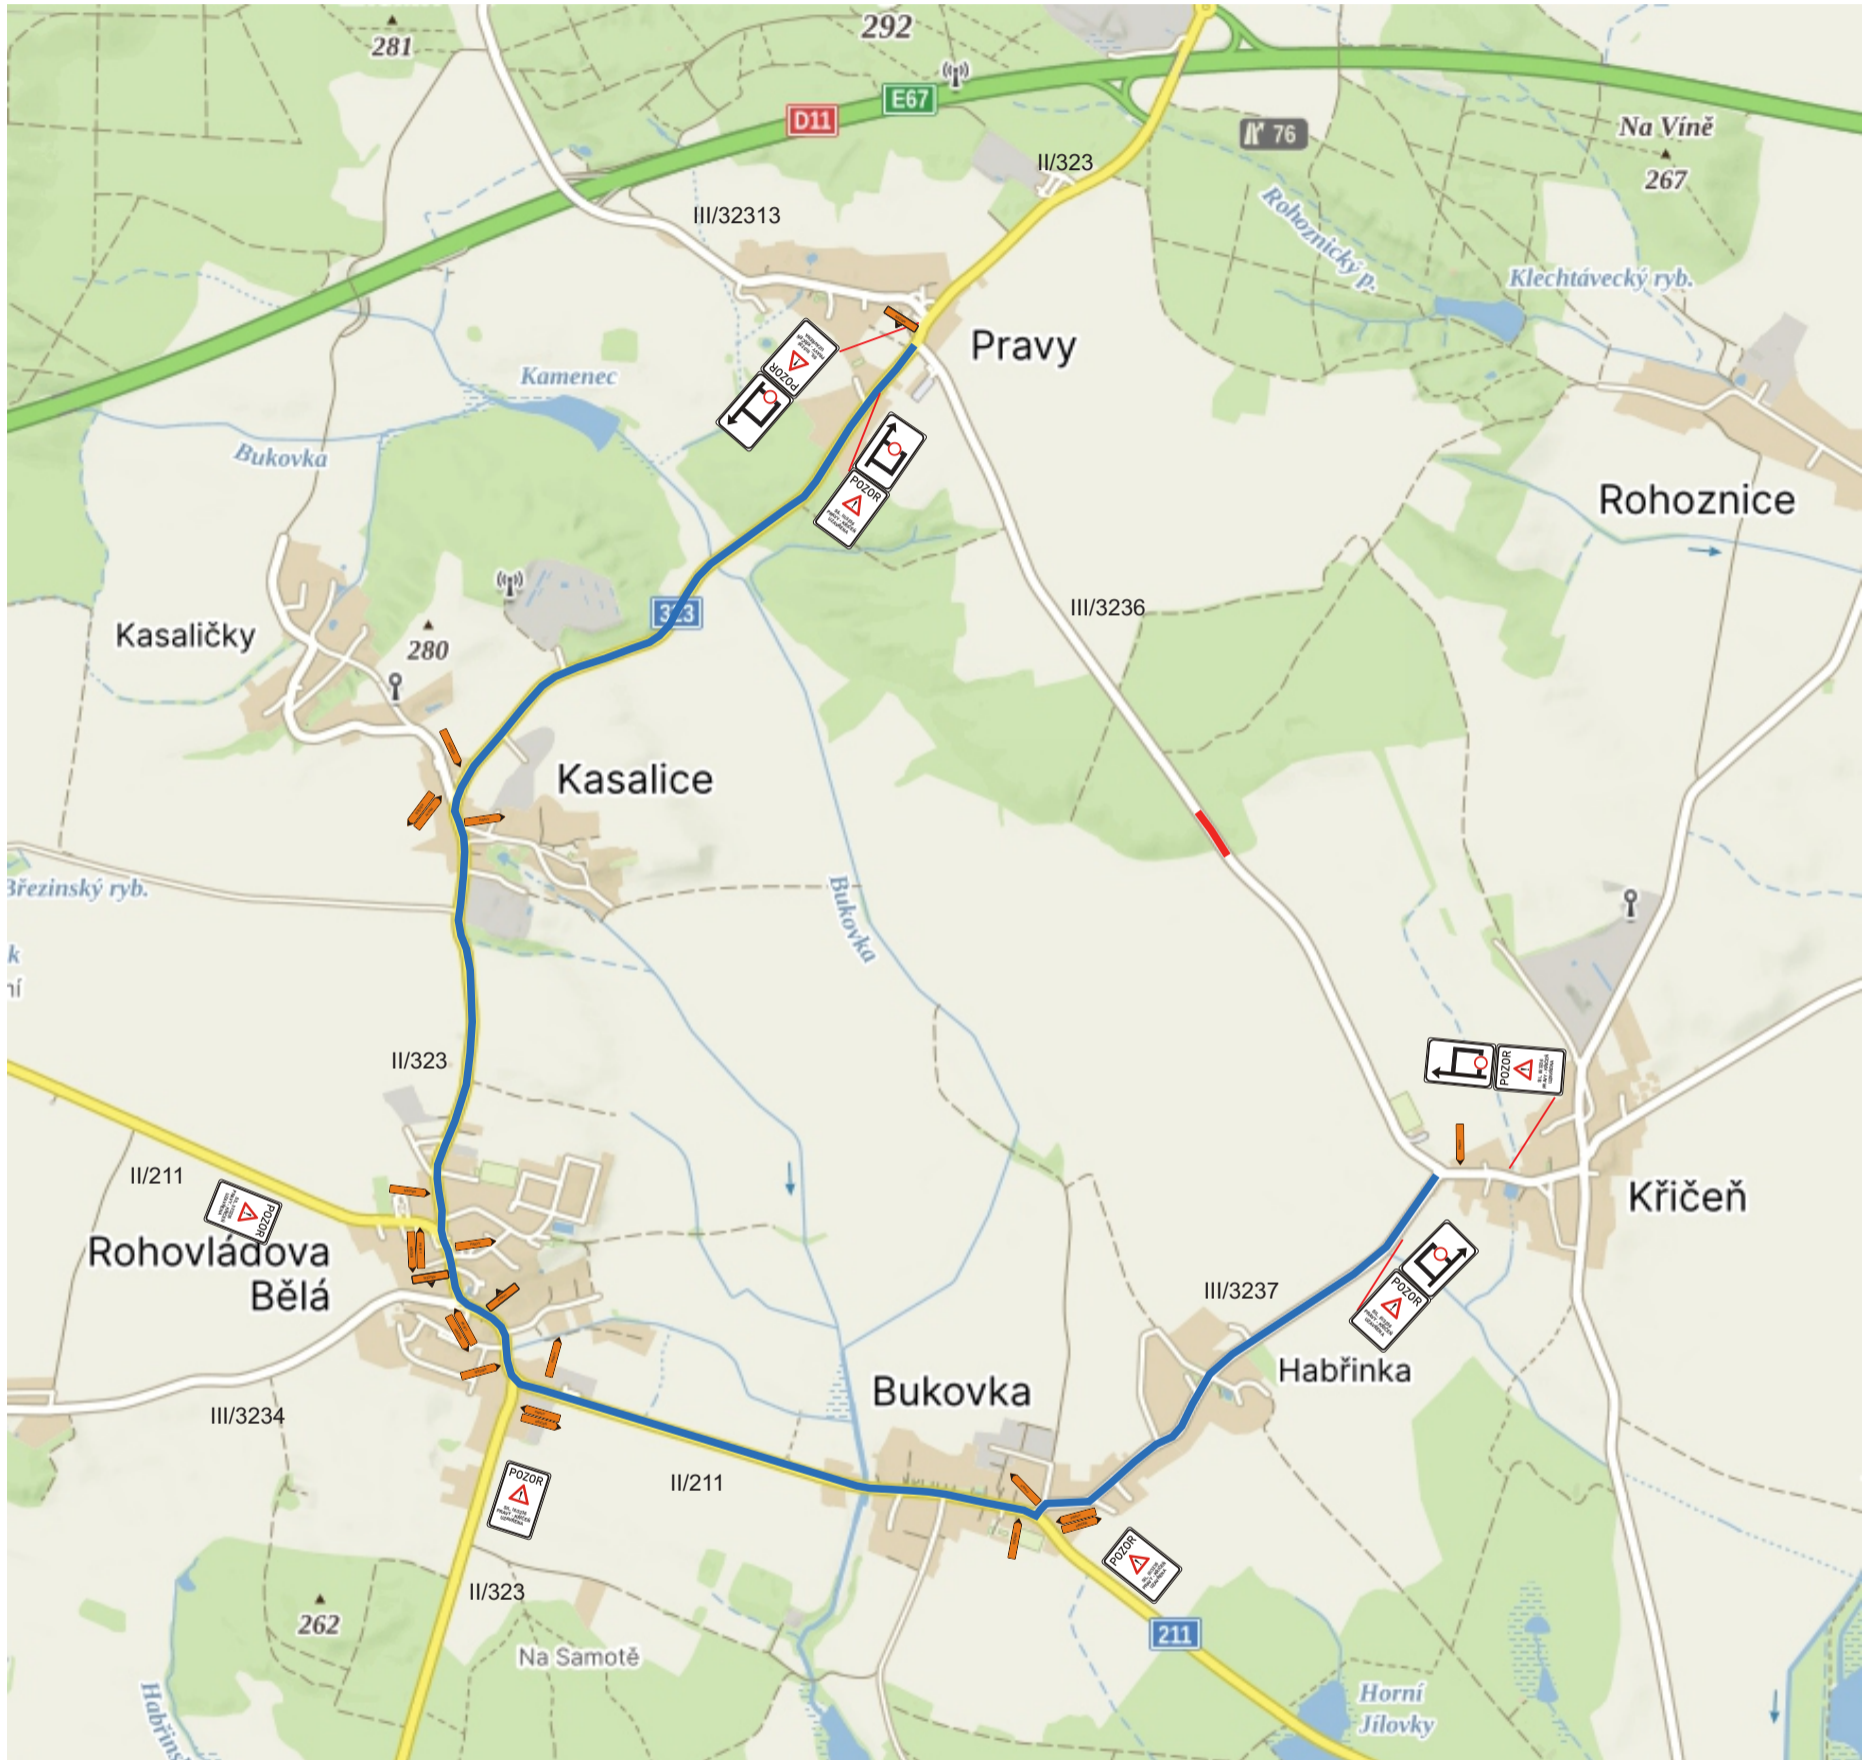 281
292
E67
D11
76
Na Víně
267
II/323
III/32313
Rohoznický p.
Klechtávecký ryb.
Pravy
POZOR
Kamenec
Bukovka
POZOR
Rohoznice
III/3236
323
Kasaličky
280
Kasalice
Březinský ryb.
k
ní
Bukovka
II/323
POZOR
II/211
POZOR
Křičeň
Rohovládova
Bělá
III/3237
POZOR
Habřinka
Bukovka
III/3234
II/211
POZOR
POZOR
II/323
262
Na Samotě
211
Horní
Jílovky
Habřins